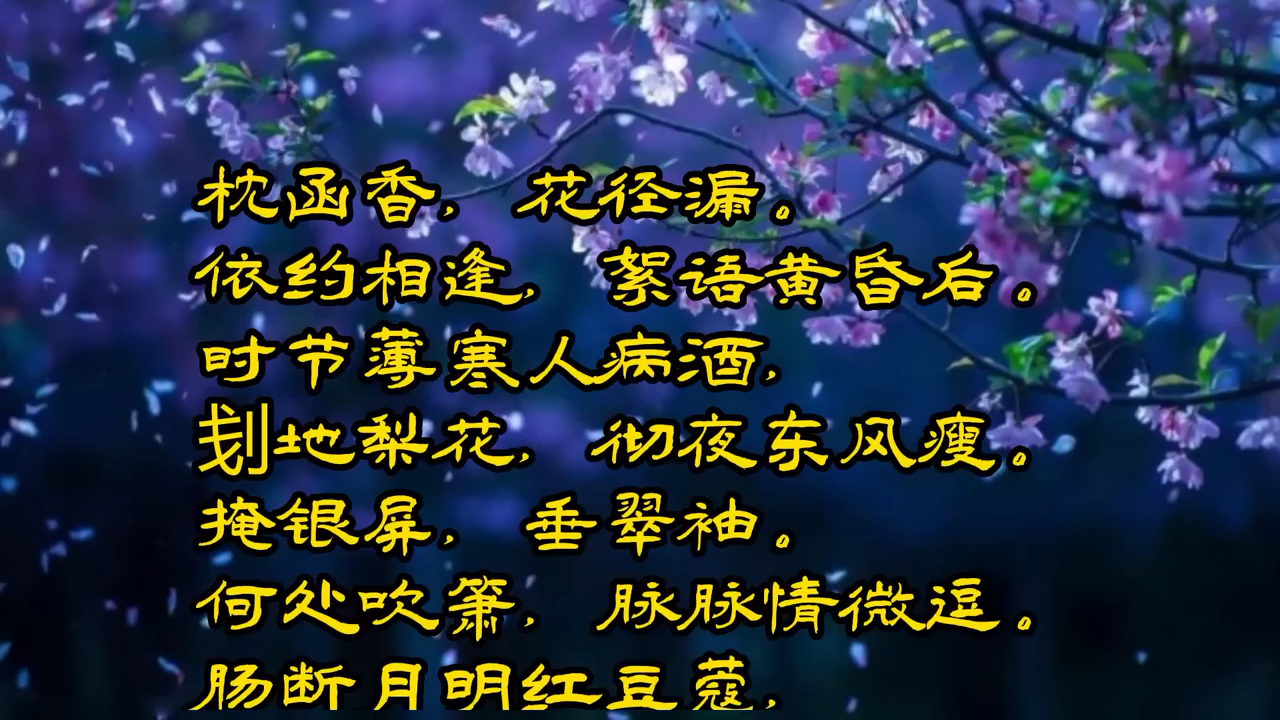 枕函香，花径漏。
依约相逢，絮语黄昏后。
时节薄寒人病酒，
刬地梨花，彻夜东风瘦。
掩银屏，垂翠袖。
何处吹箫，脉脉情微逗。
肠断月明红豆蔻，